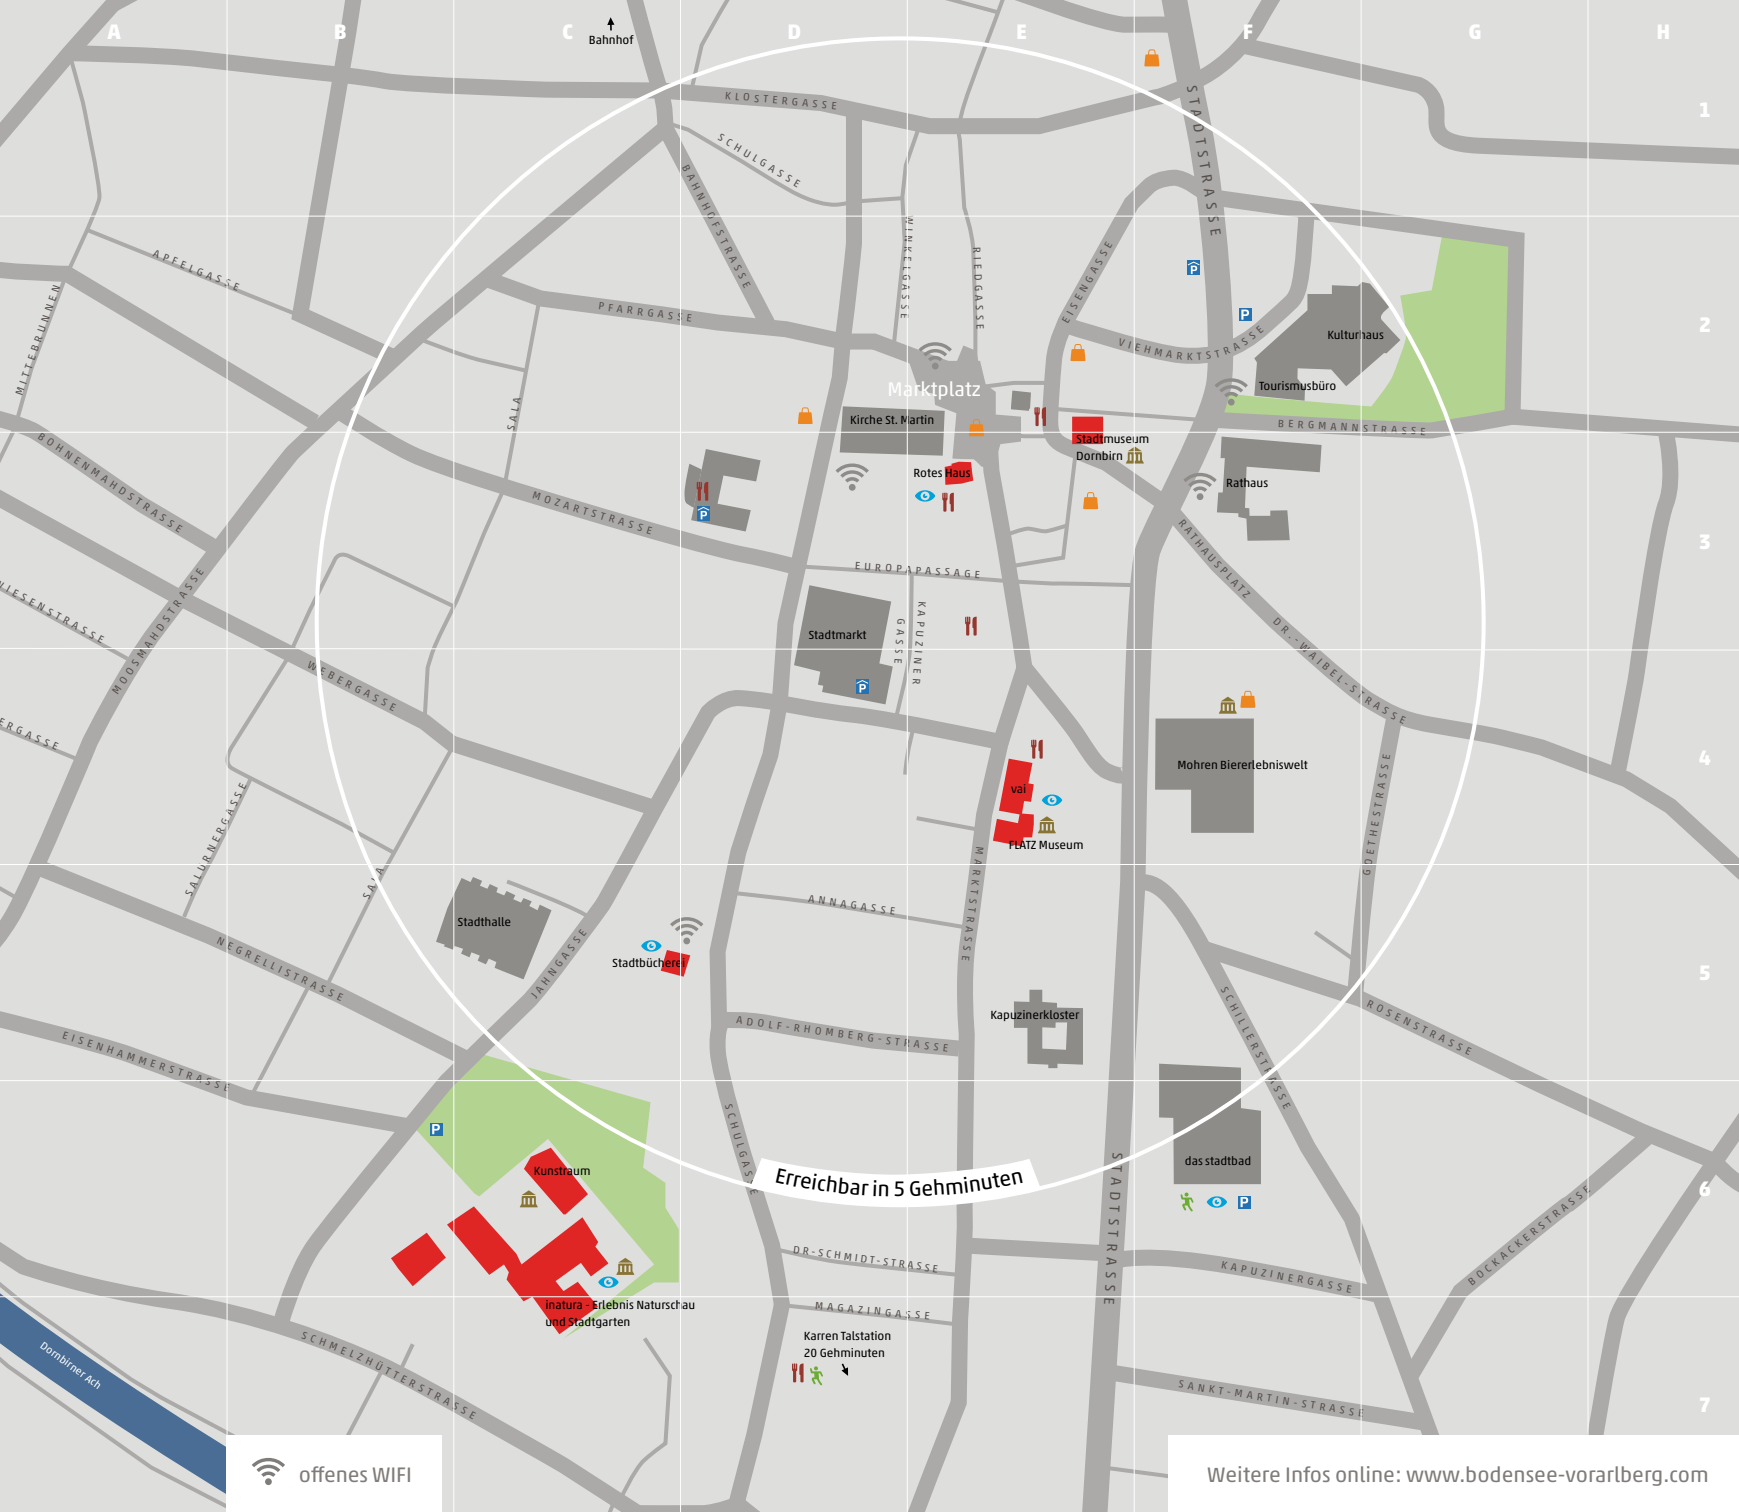 A
B
C
D
E
F
G
H
Bahnhof
1
2
3
4
5
6
7
KLOSTERGASSE
SCHULGASSE
BAHNHOFSTRASSE
STADTSTRASSE
WINKELGASSE
RIEDGASSE
EISENGASSE
APFELGASSE
MITTEBRUNNEN
PFARRGASSE
VIEHMARKTSTRASSE
Kulturhaus
Tourismusbüro
Marktplatz
Kirche St. Martin
SALA
BERGMANNSTRASSE
Stadtmuseum
Dornbirn
BOHNENMAHDSTRASSE
Rotes Haus
Rathaus
MOZARTSTRASSE
RATHAUSPLATZ
EUROPAPASSAGE
KAPUZINER
GASSE
MOOSMAHDSTRASSE
Stadtmarkt
DR.-WAIBEL-STRASSE
WEBERGASSE
Mohren Biererlebniswelt
vai
FLATZ Museum
GOETHESTRASSE
SALURNERGASSE
SALA
MARKTSTRASSE
ANNAGASSE
Stadthalle
JAHNGASSE
NEGRELLISTRASSE
Stadtbücherei
SCHILLERSTRASSE
ROSENSTRASSE
Kapuzinerkloster
ADOLF-RHOMBERG-STRASSE
EISENHAMMERSTRASSE
SCHULGASSE
das stadtbad
Kunstraum
Erreichbar in 5 Gehminuten
STADTSTRASSE
BOCKACKERSTRASSE
DR-SCHMIDT-STRASSE
KAPUZINERGASSE
inatura - Erlebnis Naturschau
und Stadtgarten
MAGAZINGASSE
Karren Talstation
20 Gehminuten
SCHMELZHÜTTERSTRASSE
Dornbirner Ach
SANKT-MARTIN-STRASSE
P
P
P
P
P
P
offenes WIFI
Weitere Infos online: www.bodensee-vorarlberg.com